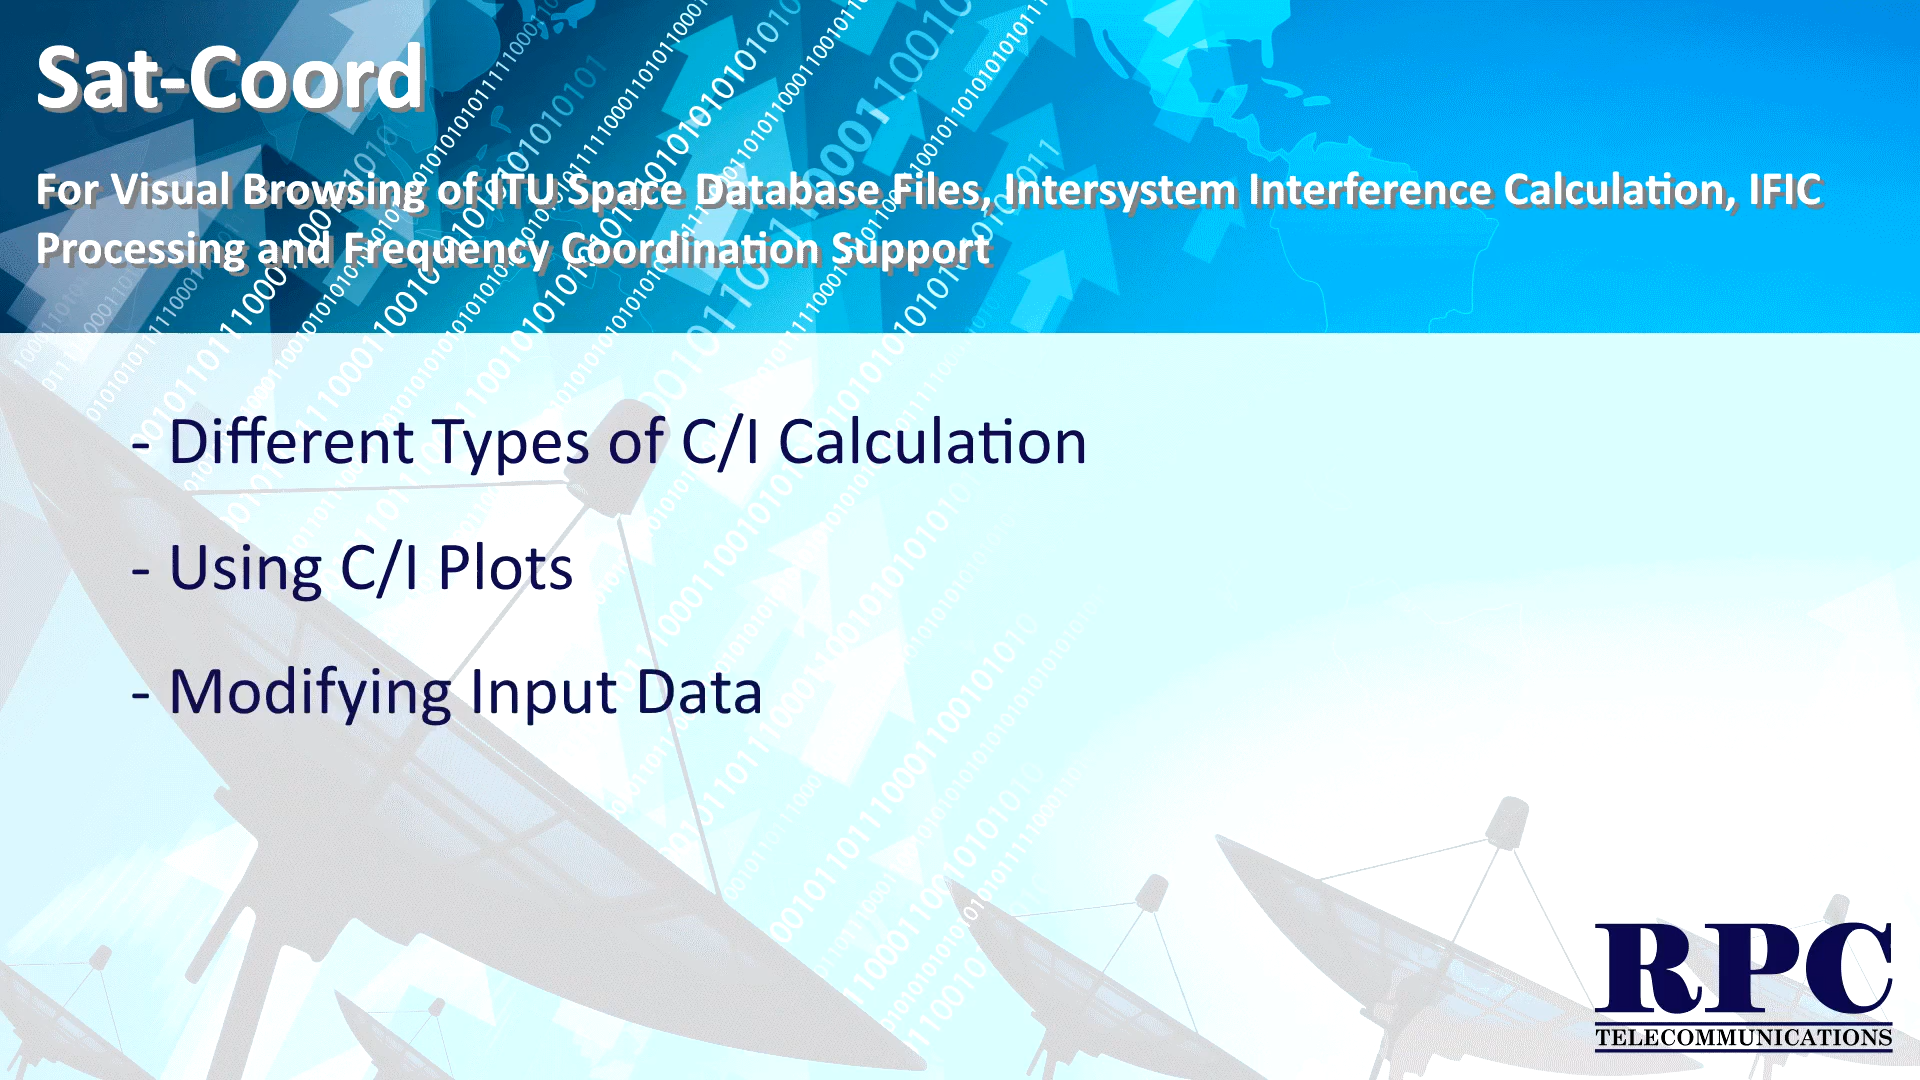 Sat-Coord
For Visual Browsing of ITU Space Database Files, Intersystem Interference Calculation, IFIC
Processing and Frequency Coordination Support
- Different Types of C/I Calculation
- Using C/I Plots
- Modifying Input Data
RPC
TELECOMMUNICATIONS